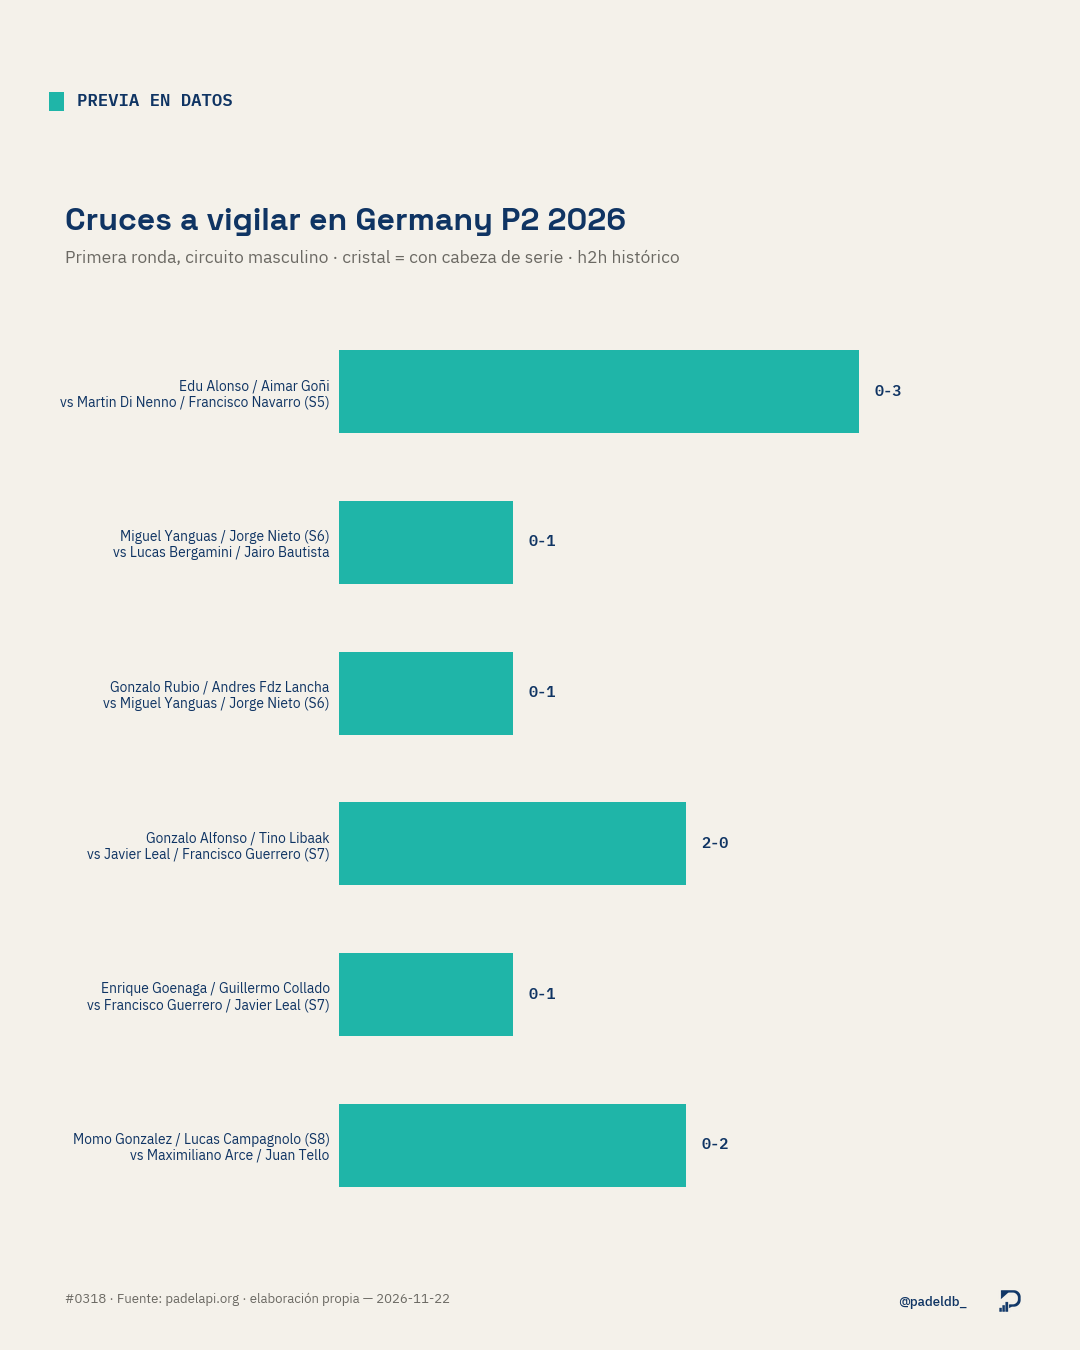 PREVIA EN DATOS
Cruces a vigilar en Germany P2 2026
Primera ronda, circuito masculino · cristal = con cabeza de serie · h2h histórico
Edu Alonso / Aimar Goñi
vs Martin Di Nenno / Francisco Navarro (S5)
0-3
Miguel Yanguas / Jorge Nieto (S6)
vs Lucas Bergamini / Jairo Bautista
0-1
Gonzalo Rubio / Andres Fdz Lancha
vs Miguel Yanguas / Jorge Nieto (S6)
0-1
Gonzalo Alfonso / Tino Libaak
vs Javier Leal / Francisco Guerrero (S7)
2-0
Enrique Goenaga / Guillermo Collado
vs Francisco Guerrero / Javier Leal (S7)
0-1
Momo Gonzalez / Lucas Campagnolo (S8)
vs Maximiliano Arce / Juan Tello
0-2
#0318 · Fuente: padelapi.org · elaboración propia — 2026-11-22
@padeldb_